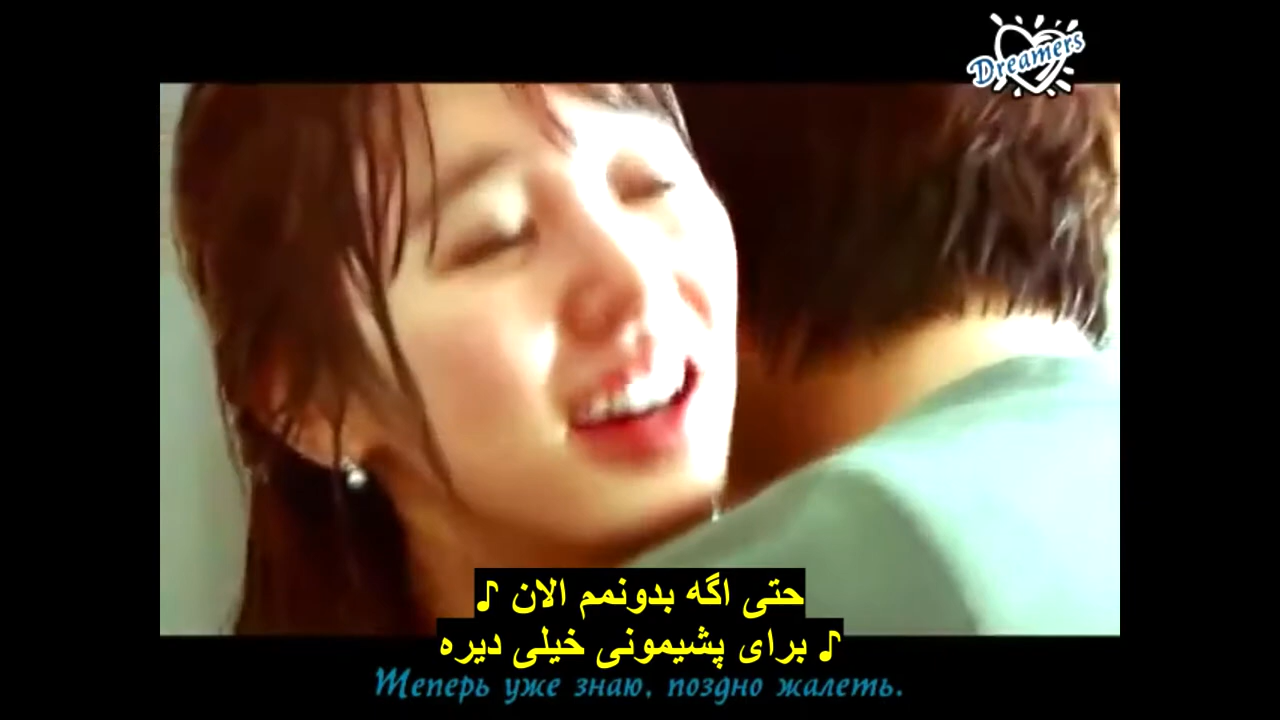 Dreamers
حتی اگه بدونمم الان ♪
♪ برای پشیمونی خیلی دیره
Теперь уже знаю, поздно жалеть.